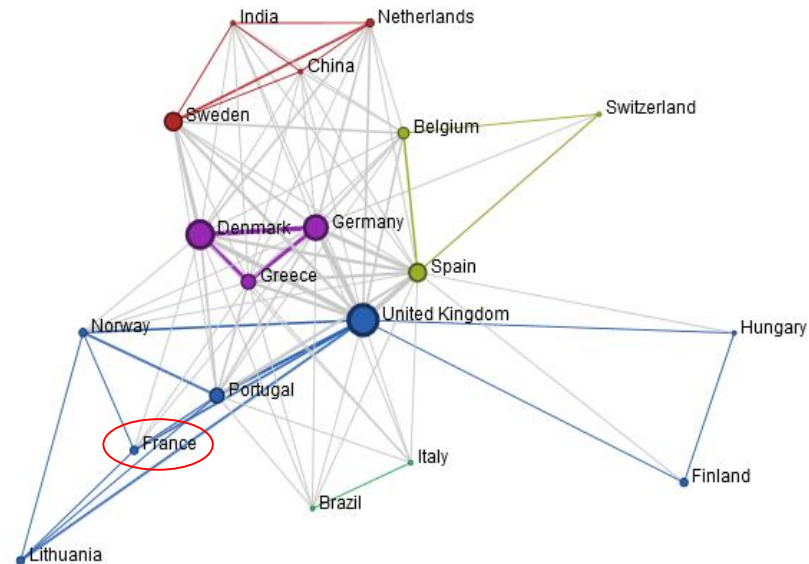 India
Netherlands
China
Sweden
Belgium
Switzerland
Denmark
Germany
Greece
Spain
United Kingdom
Norway
Hungary
Portugal
France
Italy
Finland
Brazil
Lithuania